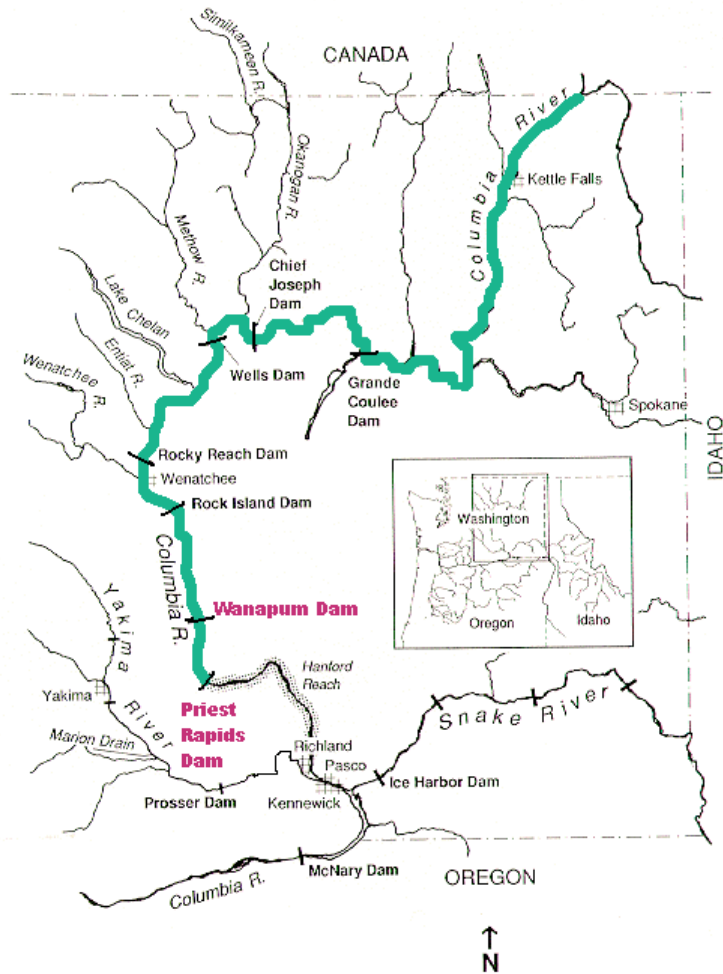 CANADA
Similkameen R.
Okanogan R.
Methow R.
Columbia River
Kettle Falls
Chief
Joseph
Dam
Lake Chelan
Entiat R.
Wenatchee
R.
Wells Dam
Grande
Coulee
Dam
Spokane
IDAHO
Rocky Reach Dam
Wenatchee
Rock Island Dam
Columbia R.
Washington
Oregon
Idaho
Wanapum Dam
Yakima River
Yakima
Hanford
Reach
Priest
Rapids
Dam
Snake River
Marion Drain
Richland
Pasco
Ice Harbor Dam
Prosser Dam
Kennewick
McNary Dam
Columbia R.
OREGON
N